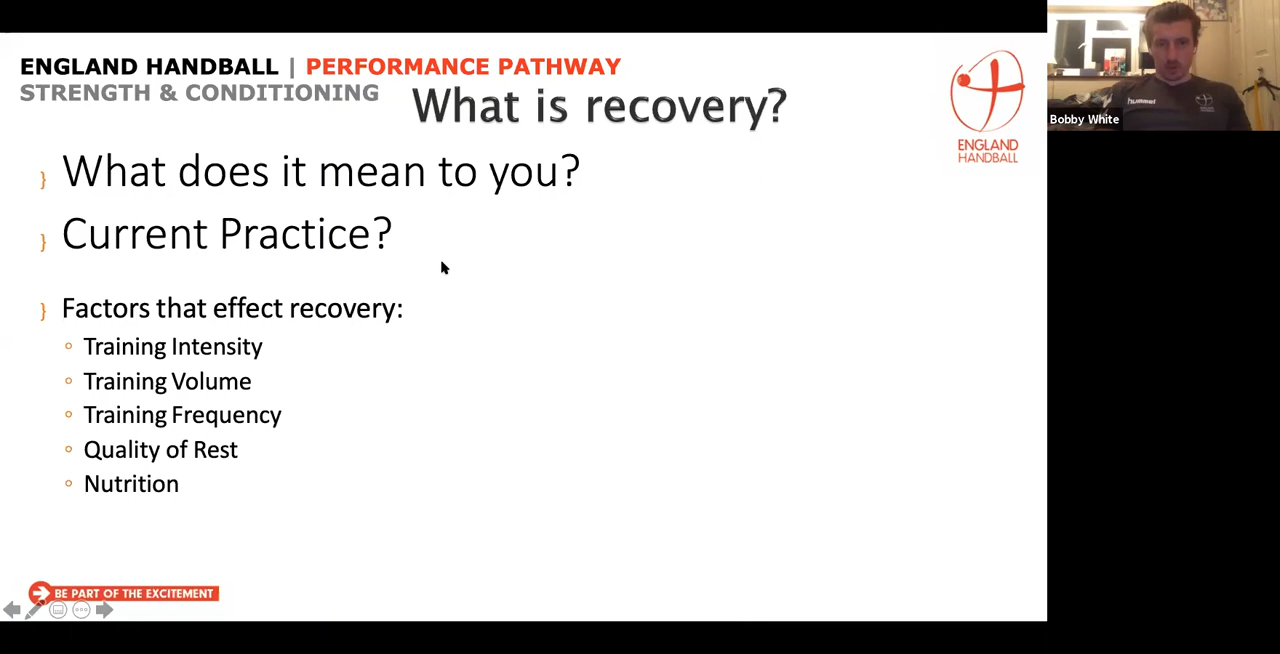 ENGLAND HANDBALL | PERFORMANCE PATHWAY
STRENGTH & CONDITIONING
What is recovery?
What does it mean to you?
Current Practice?
Factors that effect recovery:
Training Intensity
Training Volume
Training Frequency
Quality of Rest
Nutrition
BE PART OF THE EXCITEMENT
ENGLAND
HANDBALL
hummel
Bobby White